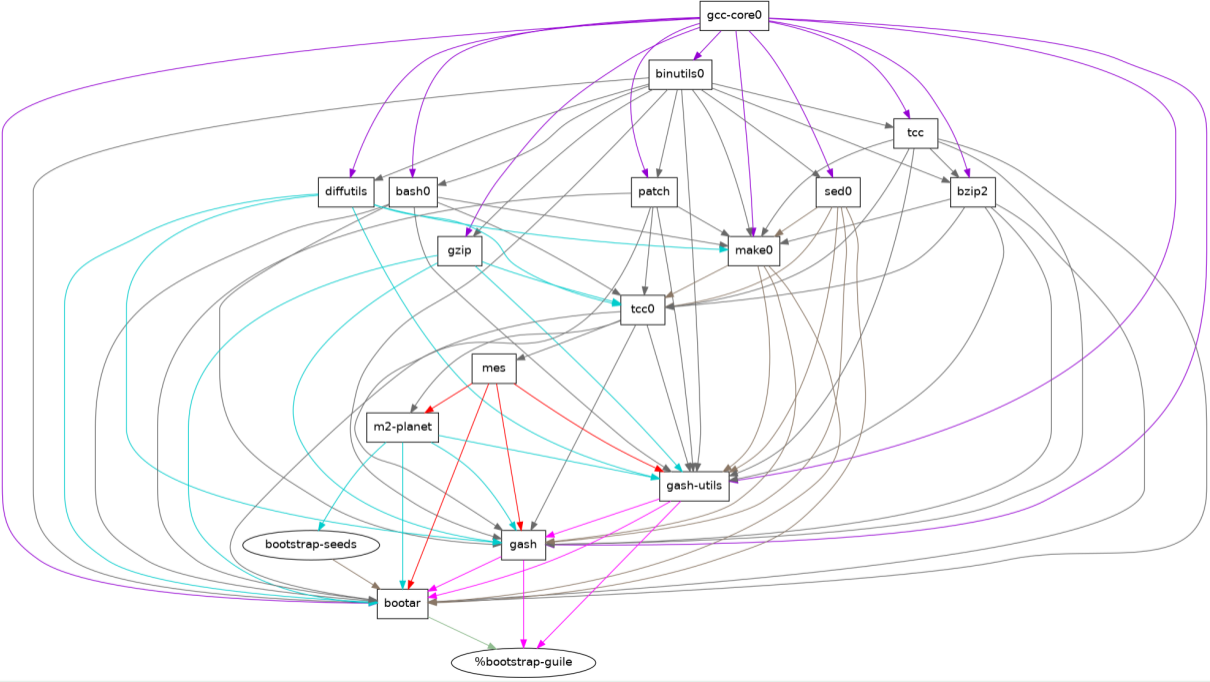 gcc-core0
binutils0
tcc
diffutils
bash0
patch
sed0
bzip2
gzip
make0
tcc0
mes
m2-planet
gash-utils
bootstrap-seeds
gash
bootar
%bootstrap-guile